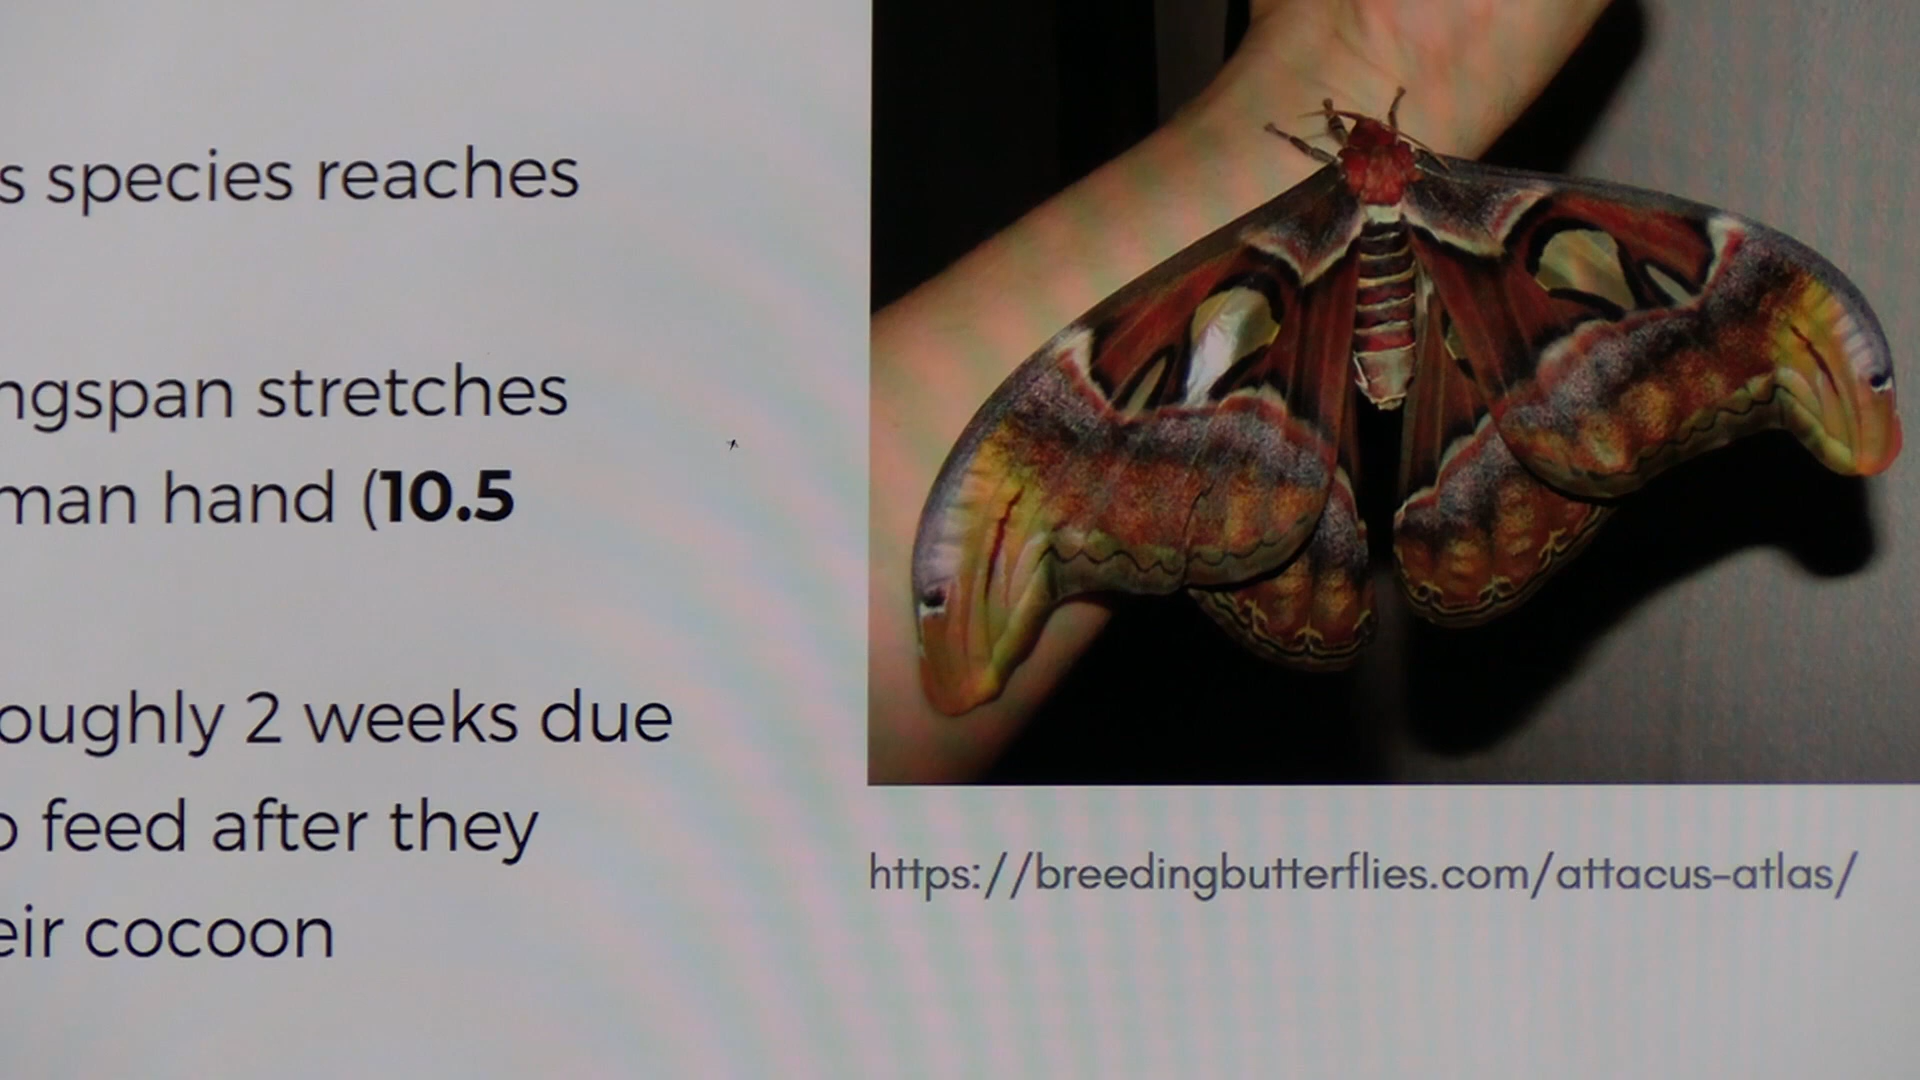 s species reaches
ngspan stretches
man hand (10.5
oughly 2 weeks due
o feed after they
eir cocoon
https://breedingbutterflies.com/attacus-atlas/